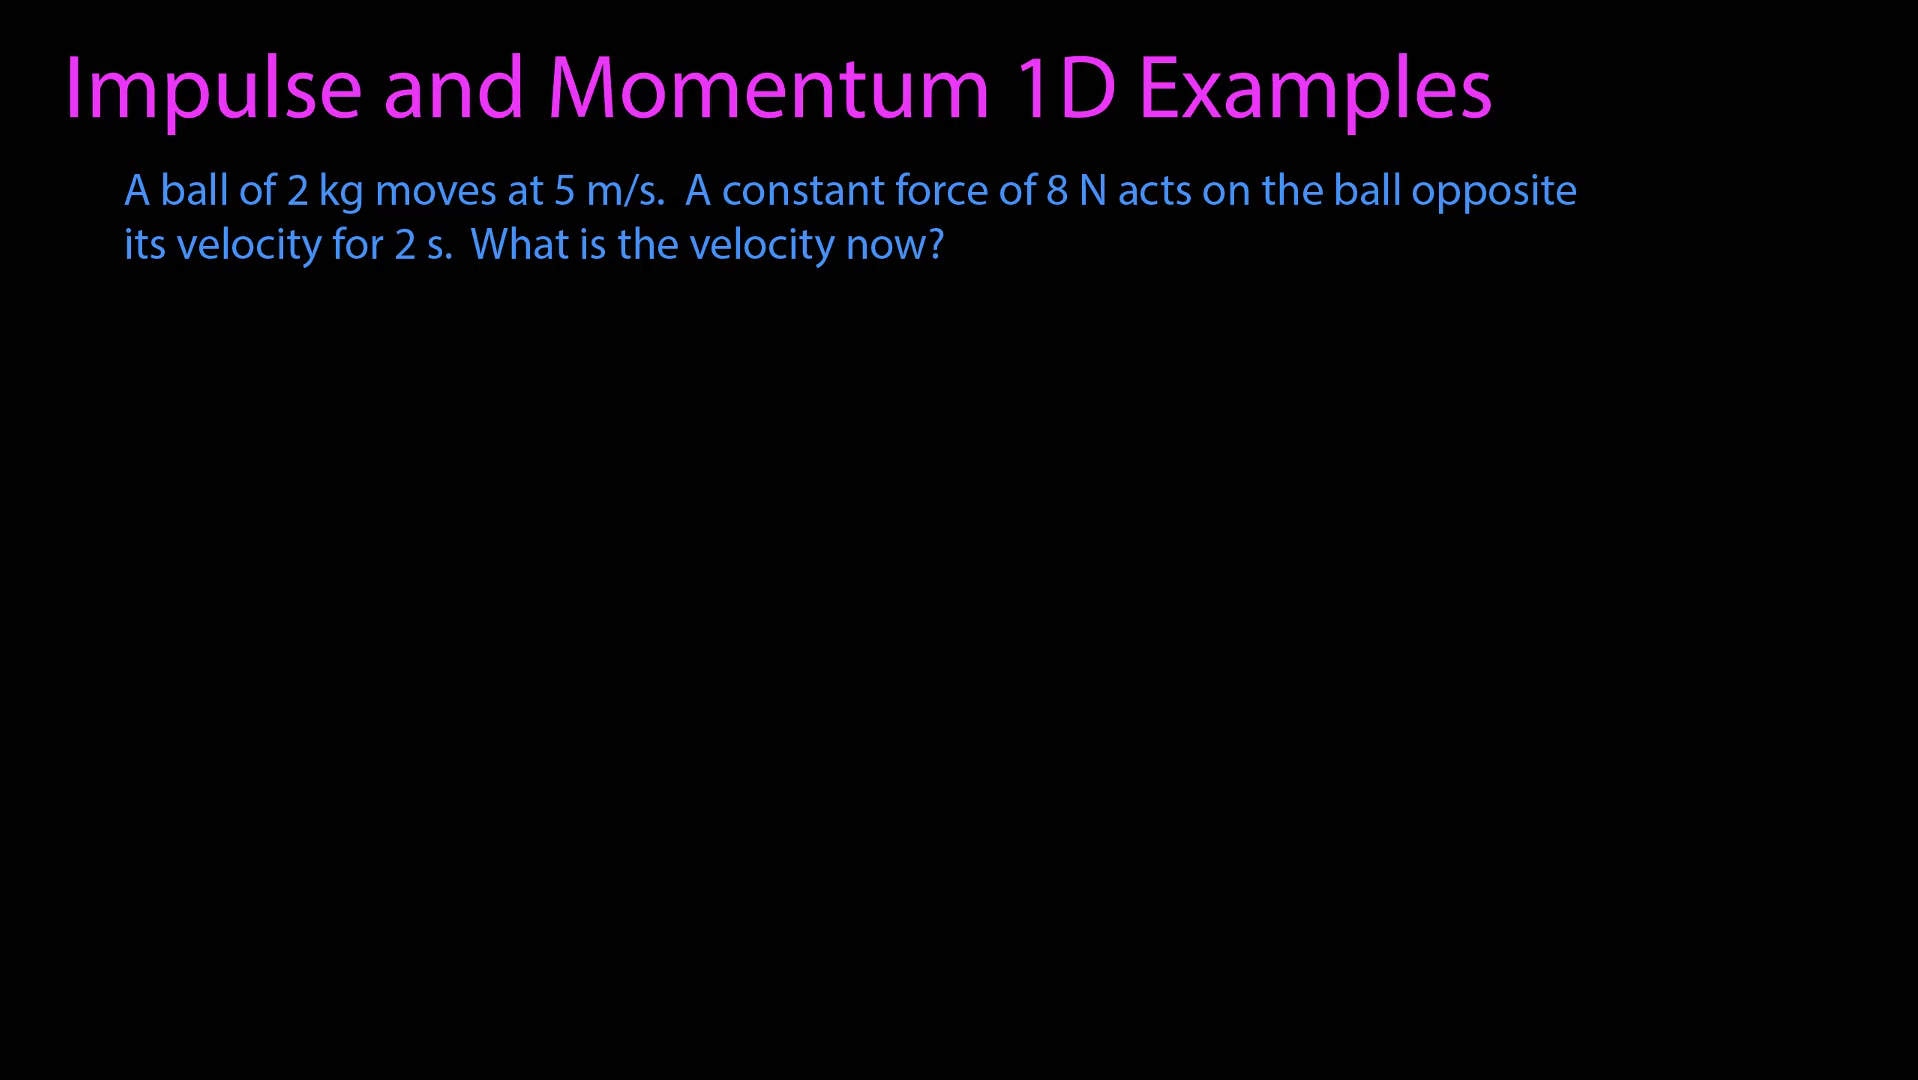 Impulse and Momentum 1D Examples
A ball of 2 kg moves at 5 m/s.  A constant force of 8 N acts on the ball opposite
its velocity for 2 s.  What is the velocity now?